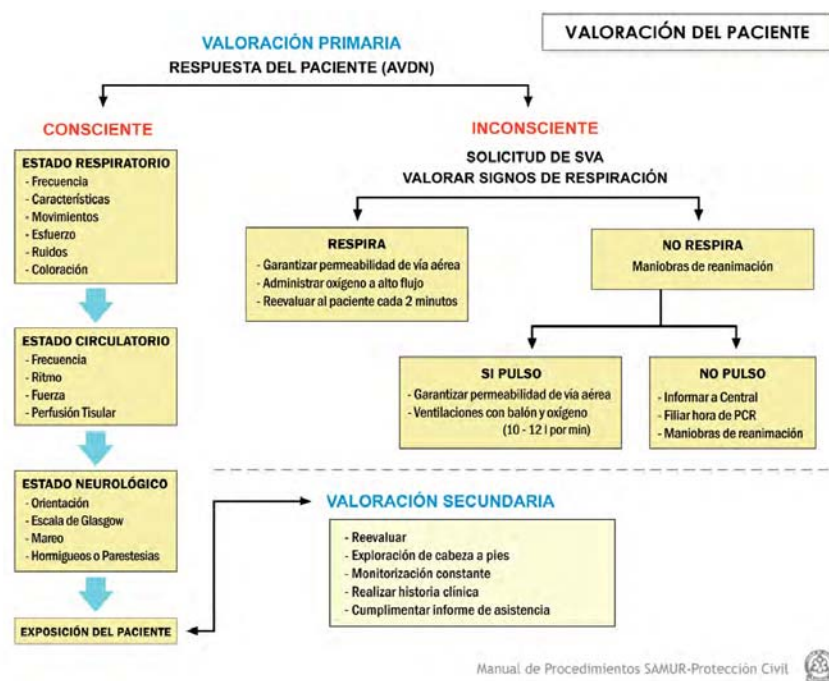 VALORACIÓN DEL PACIENTE
VALORACIÓN PRIMARIA
RESPUESTA DEL PACIENTE (AVDN)
CONSCIENTE
ESTADO RESPIRATORIO
- Frecuencia
- Características
- Movimientos
- Esfuerzo
- Ruidos
- Coloración
ESTADO CIRCULATORIO
- Frecuencia
- Ritmo
- Fuerza
- Perfusión Tisular
ESTADO NEUROLÓGICO
- Orientación
- Escala de Glasgow
- Mareo
- Hormigueos o Parestesias
EXPOSICIÓN DEL PACIENTE
INCONSCIENTE
SOLICITUD DE SVA
VALORAR SIGNOS DE RESPIRACIÓN
RESPIRA
- Garantizar permeabilidad de vía aérea
- Administrar oxígeno a alto flujo
- Reevaluar al paciente cada 2 minutos
NO RESPIRA
Maniobras de reanimación
SI PULSO
- Garantizar permeabilidad de vía aérea
- Ventilaciones con balón y oxígeno
(10 - 12 l por min)
NO PULSO
- Informar a Central
- Filiar hora de PCR
- Maniobras de reanimación
VALORACIÓN SECUNDARIA
- Reevaluar
- Exploración de cabeza a pies
- Monitorización constante
- Realizar historia clínica
- Cumplimentar informe de asistencia
Manual de Procedimientos SAMUR-Protección Civil